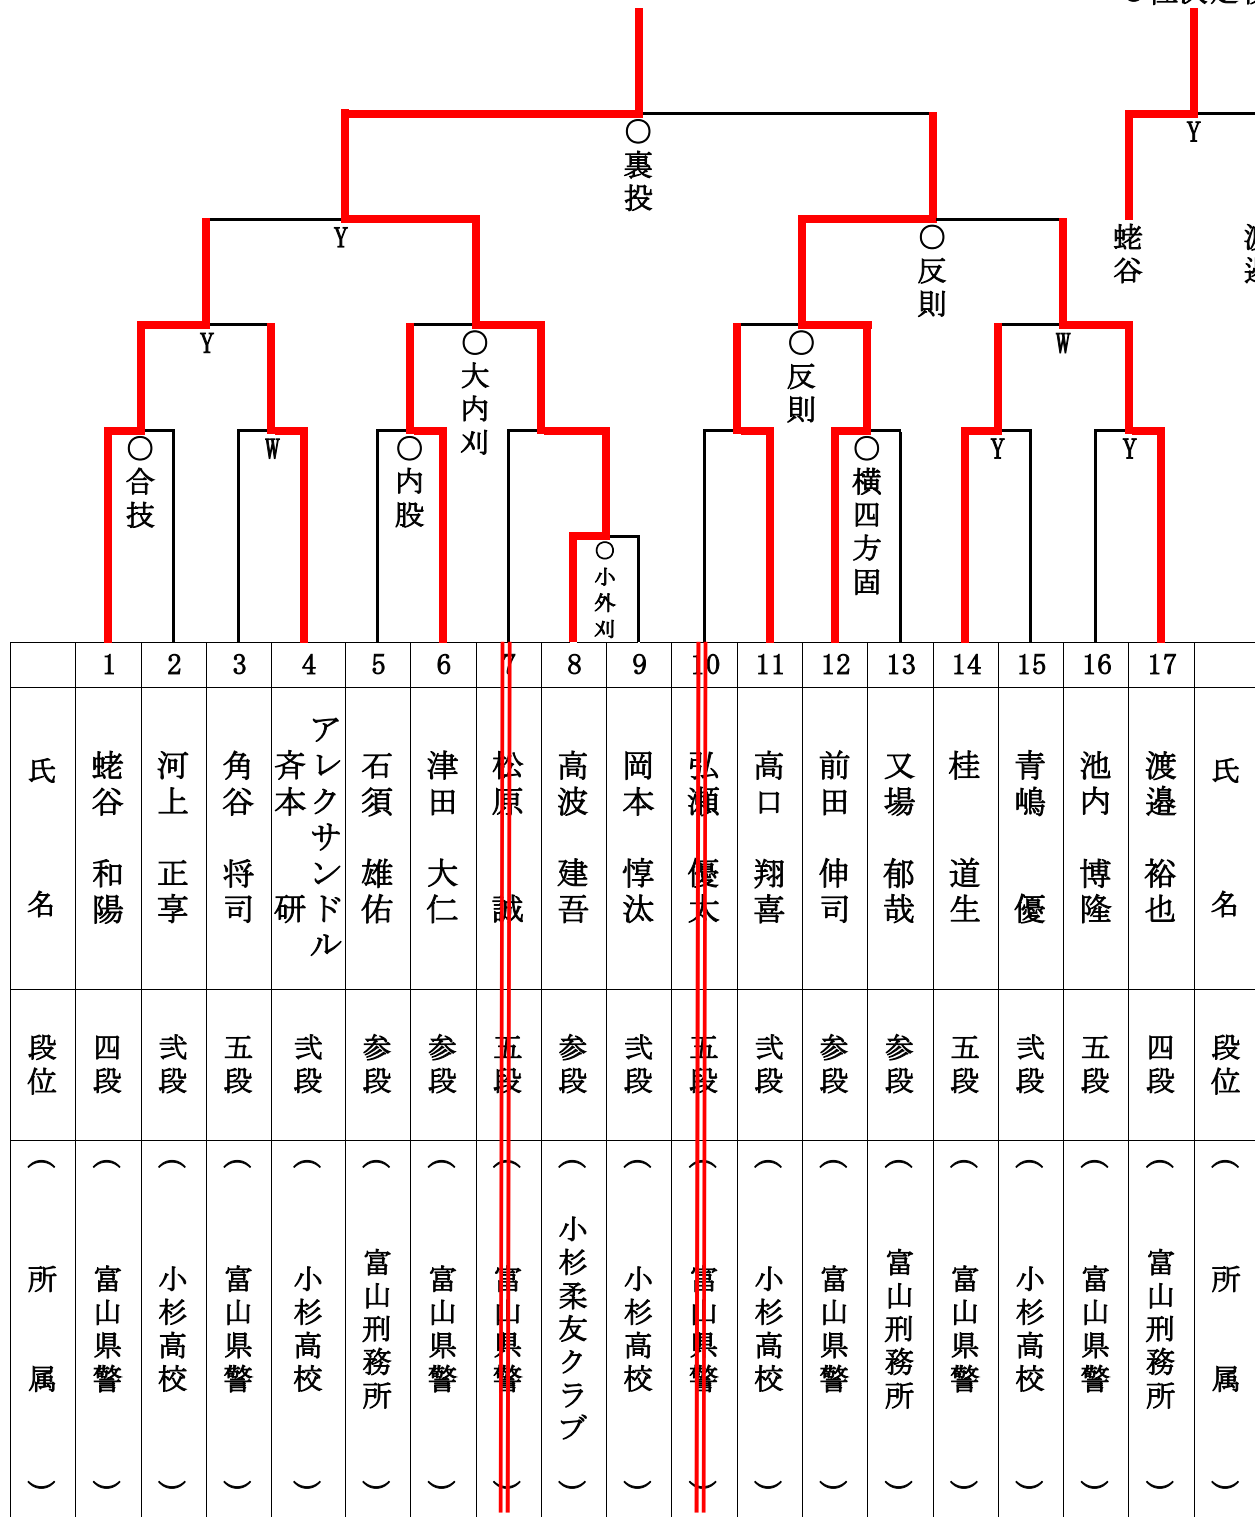 ○裏投
Y
蛯谷
Y
○反則
Y
○大内刈
○反則
W
○合技
W
○内股
○横四方固
Y
Y
○小外刈
1 2 3 4 5 6 7 8 9 10 11 12 13 14 15 16 17
氏名
蛯谷 和陽
河上 正享
角谷 将司
斉本 アレクサンドル 研
石須 雄佑
津田 大仁
松原 誠
高波 建吾
岡本 惇汰
弘瀬 優太
高口 翔喜
前田 伸司
又場 郁哉
桂 道生
青嶋 優
池内 博隆
渡邉 裕也
氏名
段位 四段 弐段 五段 弐段 参段 参段 五段 参段 弐段 五段 弐段 参段 参段 五段 弐段 五段 四段 段位
(所属)
(富山県警)
(小杉高校)
(富山県警)
(小杉高校)
(富山刑務所)
(富山県警)
(富山県警)
(小杉柔友クラブ)
(小杉高校)
(富山県警)
(小杉高校)
(富山県警)
(富山刑務所)
(富山県警)
(小杉高校)
(富山県警)
(富山刑務所)
(所属)